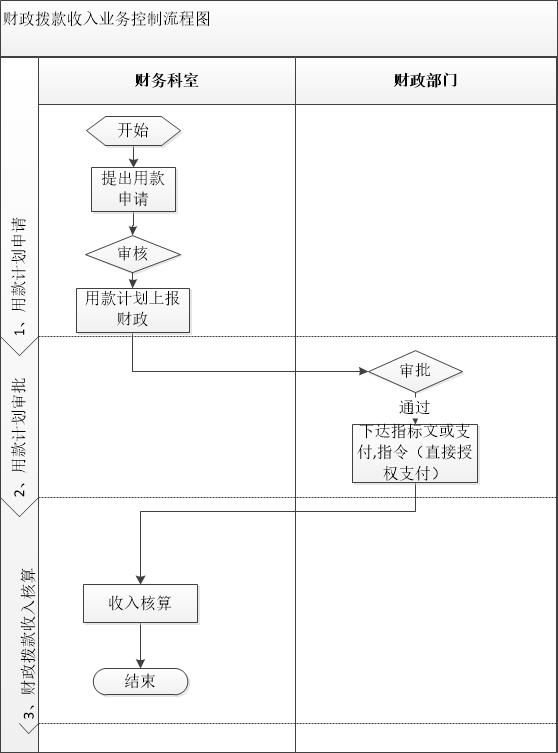 财政拨款收入业务控制流程图
财务科室
财政部门
1、用款计划申请
开始
提出用款
申请
审核
用款计划上报
财政
2、用款计划审批
审批
通过
下达指标文或支
付,指令（直接授
权支付）
3、财政拨款收入核算
收入核算
结束